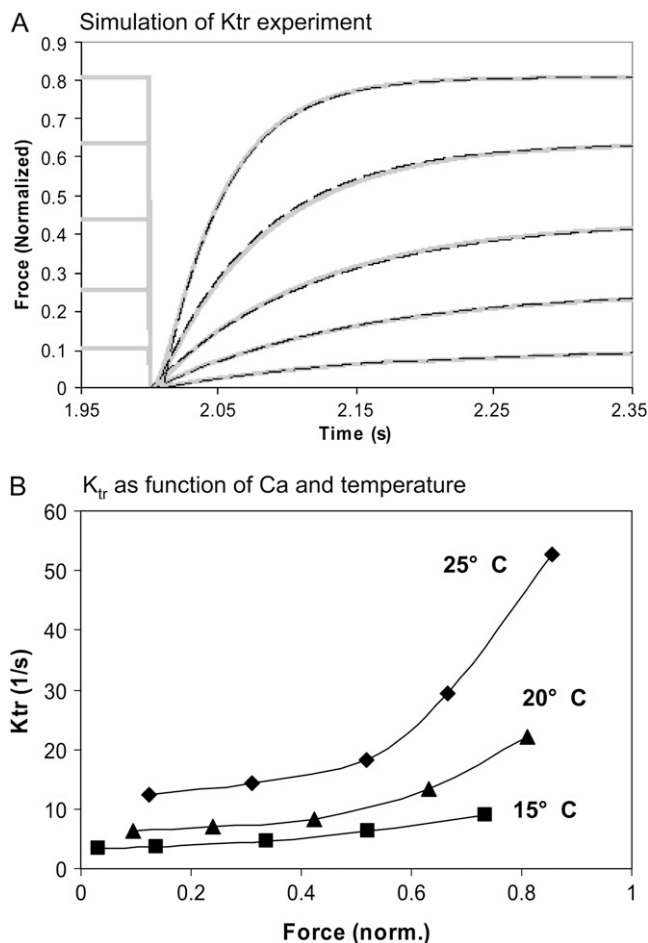 A Simulation of Ktr experiment
0.9
0.8
0.7
0.6
0.5
0.4
0.3
0.2
0.1
0
Froce (Normalized)
1.95 2.05 2.15 2.25 2.35
Time (s)
B Ktr as function of Ca and temperature
60
50
40
30
20
10
0
Ktr (1/s)
25° C
20° C
15° C
0 0.2 0.4 0.6 0.8 1
Force (norm.)